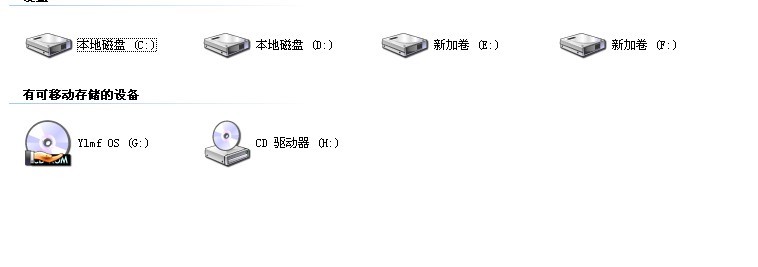 本地磁盘 (C:)
本地磁盘 (D:)
新加卷 (E:)
新加卷 (F:)
有可移动存储的设备
Ylmf OS (G:)
CD 驱动器 (H:)